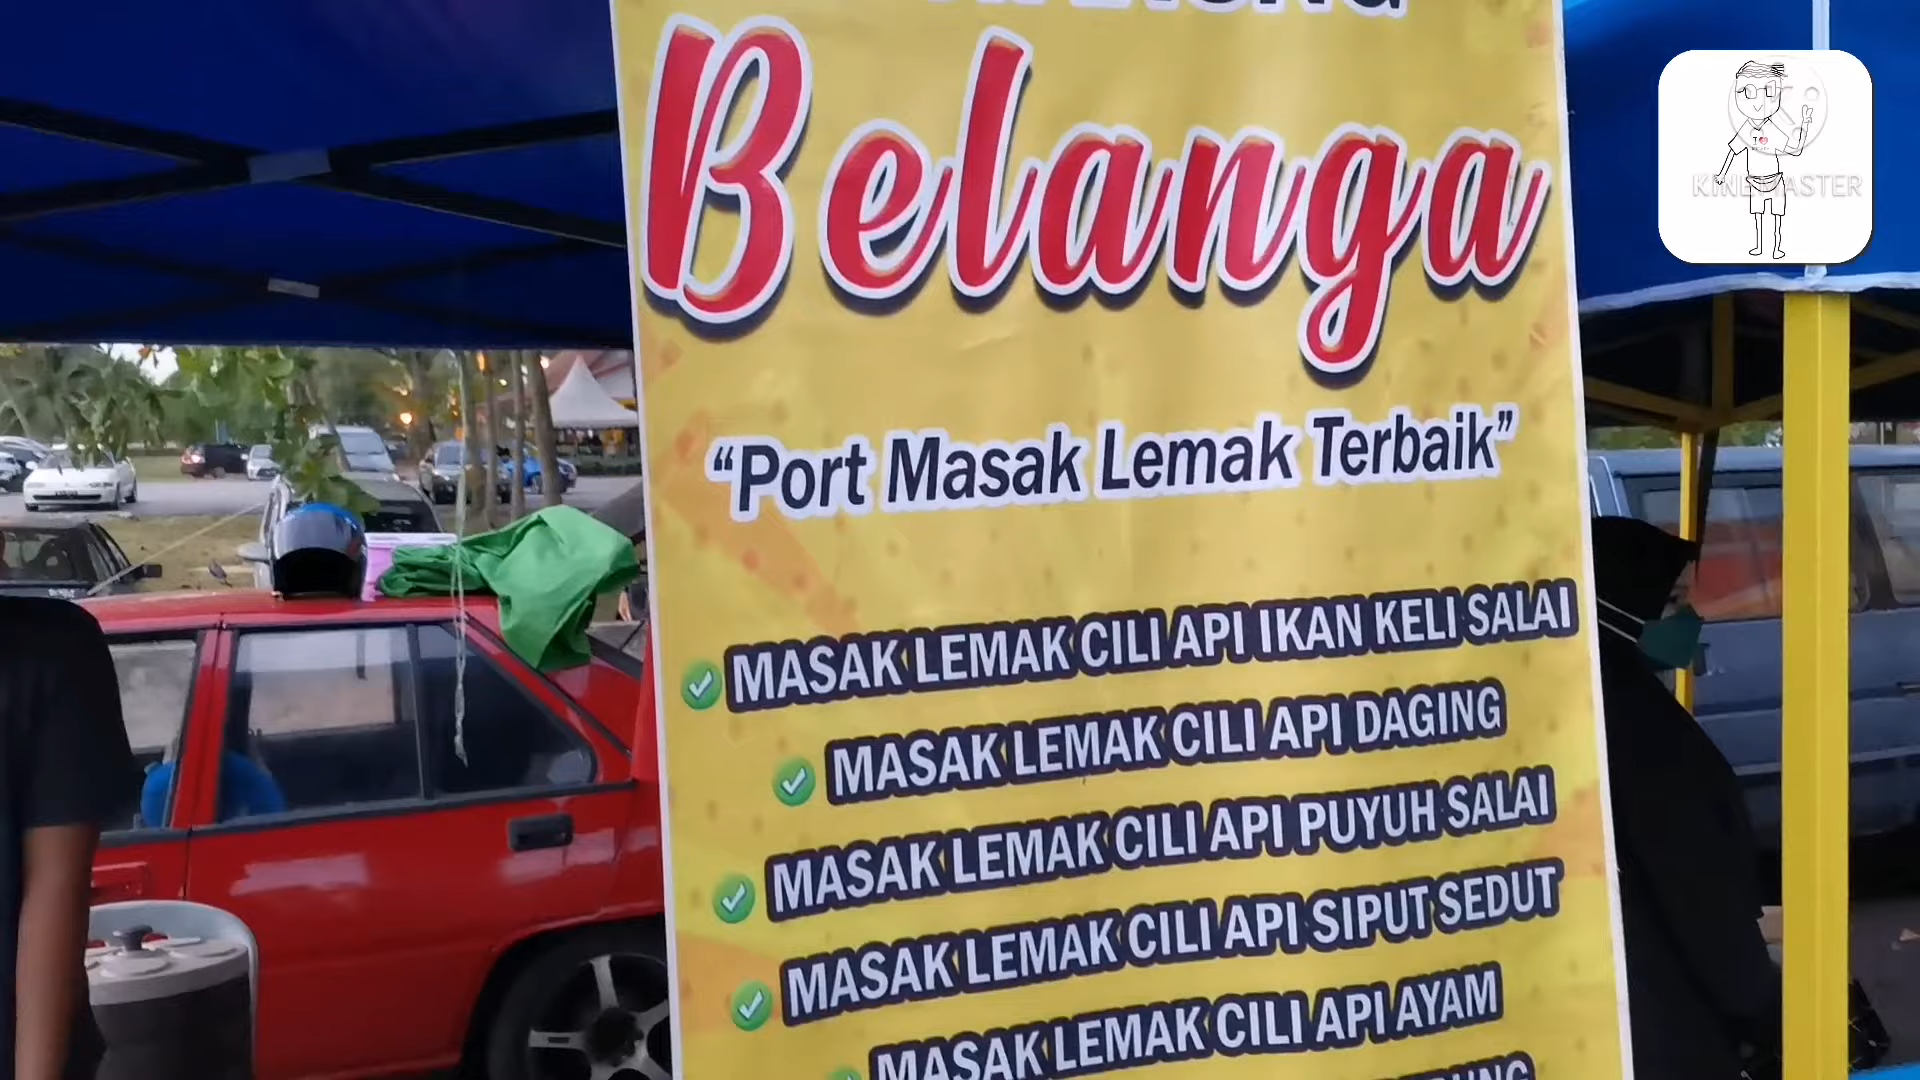 Belanga
“Port Masak Lemak Terbaik”
MASAK LEMAK CILI API IKAN KELI SALAI
MASAK LEMAK CILI API DAGING
MASAK LEMAK CILI API PUYUH SALAI
MASAK LEMAK CILI API SIPUT SEDUT
MASAK LEMAK CILI API AYAM
KINEMASTER